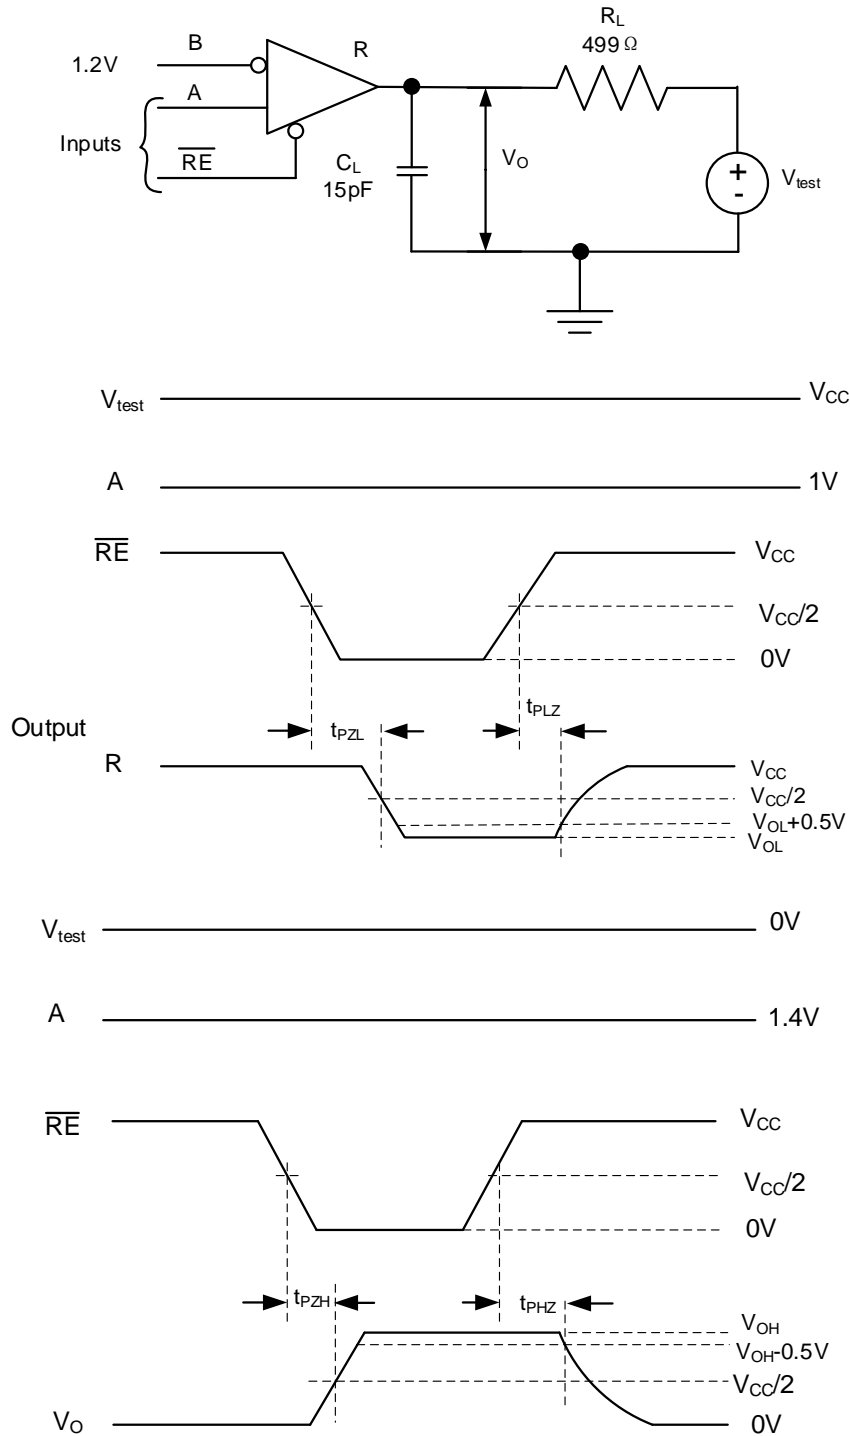 R_L
499Ω
B
R
1.2V
A
Inputs
RE
C_L
15pF
V_O
+
-
V_test
V_test
V_CC
A
1V
RE
V_CC
V_CC/2
0V
t_PZL
t_PLZ
Output
R
V_CC
V_CC/2
V_OL+0.5V
V_OL
V_test
0V
A
1.4V
RE
V_CC
V_CC/2
0V
t_PZH
t_PHZ
V_OH
V_OH-0.5V
V_CC/2
V_O
0V